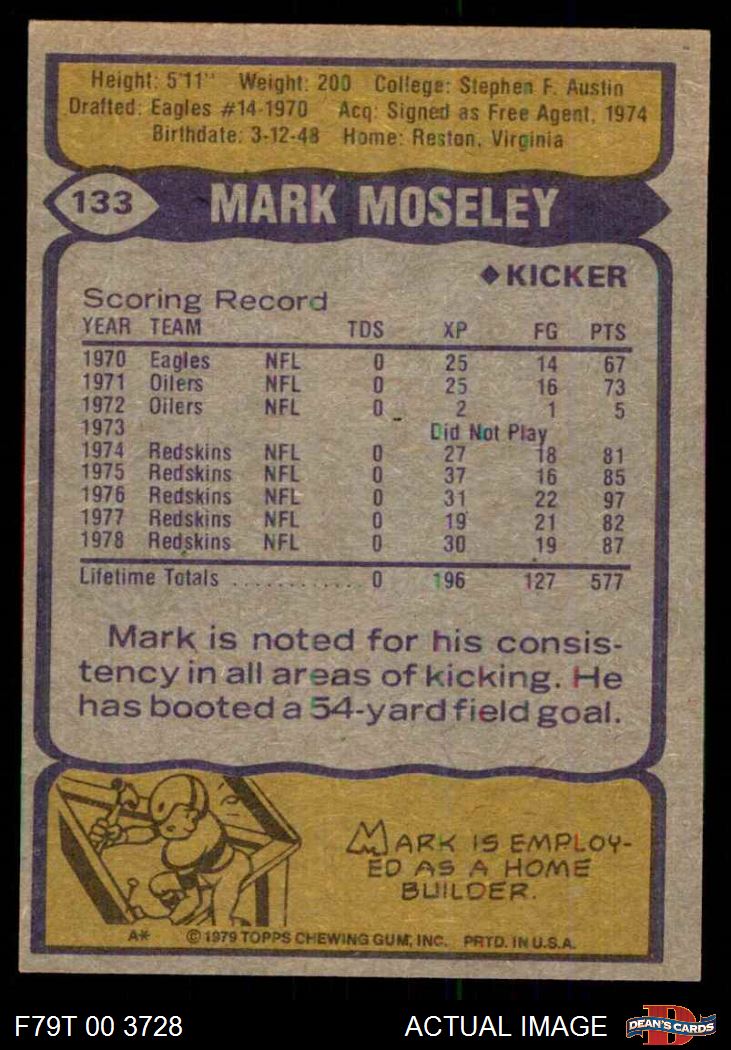 Height: 5'11" Weight: 200 College: Stephen F. Austin
Drafted: Eagles #14-1970 Acq: Signed as Free Agent, 1974
Birthdate: 3-12-48 Home: Reston, Virginia
133 MARK MOSELEY
◆KICKER
Scoring Record
YEAR TEAM TDS XP FG PTS
1970 Eagles NFL 0 25 14 67
1971 Oilers NFL 0 25 16 73
1972 Oilers NFL 0 2 1 5
1973 Did Not Play
1974 Redskins NFL 0 27 18 81
1975 Redskins NFL 0 37 16 85
1976 Redskins NFL 0 31 22 97
1977 Redskins NFL 0 19 21 82
1978 Redskins NFL 0 30 19 87
Lifetime Totals ............ 0 196 127 577
Mark is noted for his consis-
tency in all areas of kicking. He
has booted a 54-yard field goal.
MARK IS EMPLOY-
ED AS A HOME
BUILDER.
A* © 1979 TOPPS CHEWING GUM, INC. PRTD. IN U.S.A.
F79T 00 3728 ACTUAL IMAGE D DEAN'S CARDS